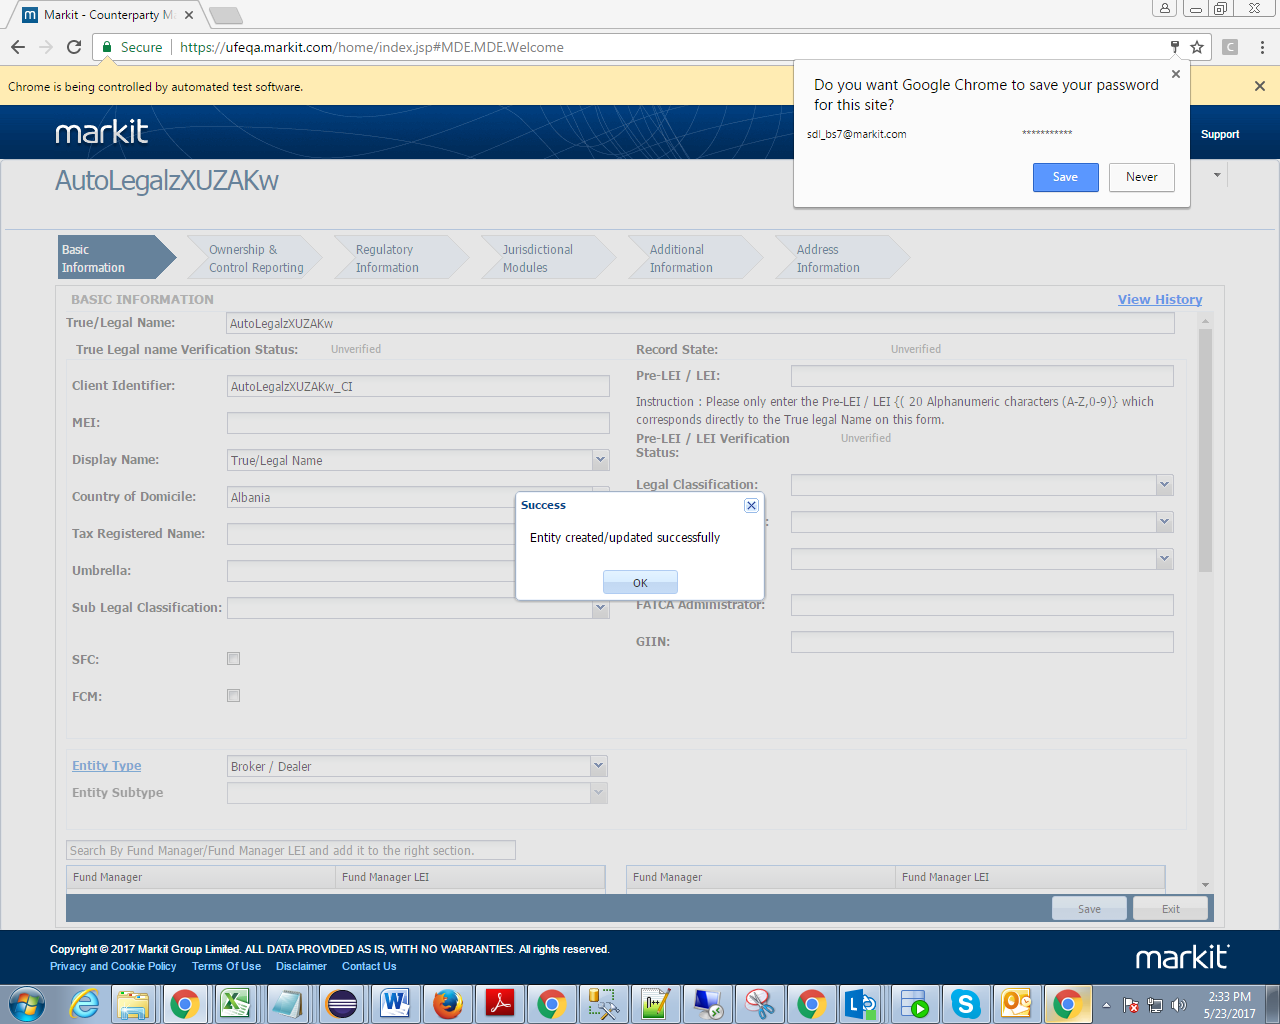 Markit - Counterparty M
Secure
https://ufeqa.markit.com/home/index.jsp#MDE.MDE.Welcome
C
Chrome is being controlled by automated test software.
Do you want Google Chrome to save your password
for this site?
sdl_bs7@markit.com
***********
Save
Never
markit
Support
AutoLegalzXUZAKw
Basic
Information
Ownership &
Control Reporting
Regulatory
Information
Jurisdictional
Modules
Additional
Information
Address
Information
BASIC INFORMATION
View History
True/Legal Name:
AutoLegalzXUZAKw
True Legal name Verification Status:
Unverified
Record State:
Unverified
Client Identifier:
AutoLegalzXUZAKw_CI
Pre-LEI / LEI:
Instruction : Please only enter the Pre-LEI / LEI {( 20 Alphanumeric characters (A-Z,0-9)} which
corresponds directly to the True legal Name on this form.
MEI:
Pre-LEI / LEI Verification
Status:
Unverified
Display Name:
True/Legal Name
Legal Classification:
Country of Domicile:
Albania
Tax Registered Name:
Umbrella:
Sub Legal Classification:
Success
Entity created/updated successfully
OK
FATCA Administrator:
GIIN:
SFC:
FCM:
Entity Type
Broker / Dealer
Entity Subtype
Search By Fund Manager/Fund Manager LEI and add it to the right section.
Fund Manager
Fund Manager LEI
Fund Manager
Fund Manager LEI
Save
Exit
Copyright © 2017 Markit Group Limited. ALL DATA PROVIDED AS IS, WITH NO WARRANTIES. All rights reserved.
Privacy and Cookie Policy
Terms Of Use
Disclaimer
Contact Us
markit
2:33 PM
5/23/2017